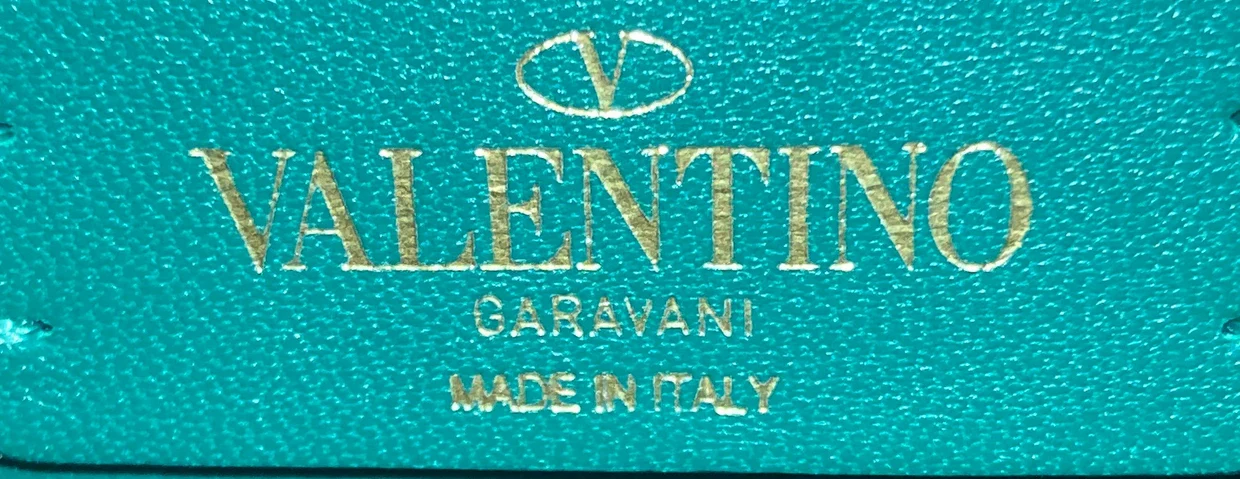 V
VALENTINO
GARAVANI
MADE IN ITALY